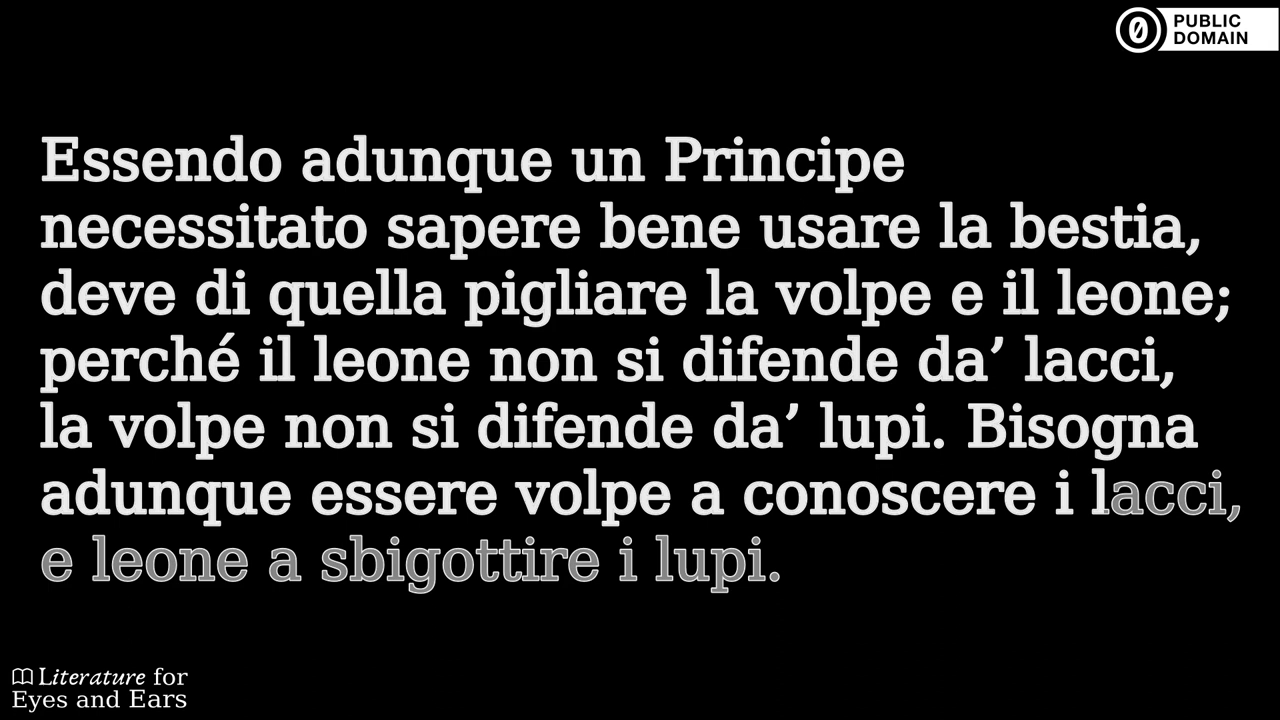 PUBLIC
DOMAIN
Essendo adunque un Principe
necessitato sapere bene usare la bestia,
deve di quella pigliare la volpe e il leone;
perché il leone non si difende da’ lacci,
la volpe non si difende da’ lupi. Bisogna
adunque essere volpe a conoscere i lacci,
e leone a sbigottire i lupi.
Literature for
Eyes and Ears